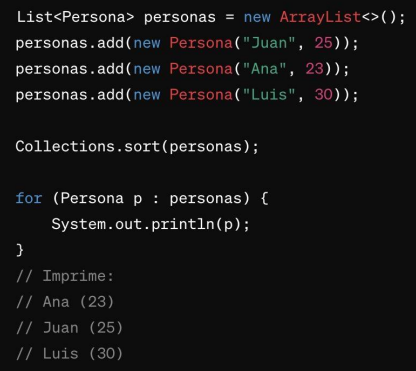 List<Persona> personas = new ArrayList<>();
personas.add(new Persona("Juan", 25));
personas.add(new Persona("Ana", 23));
personas.add(new Persona("Luis", 30));

Collections.sort(personas);

for (Persona p : personas) {
    System.out.println(p);
}
// Imprime:
// Ana (23)
// Juan (25)
// Luis (30)